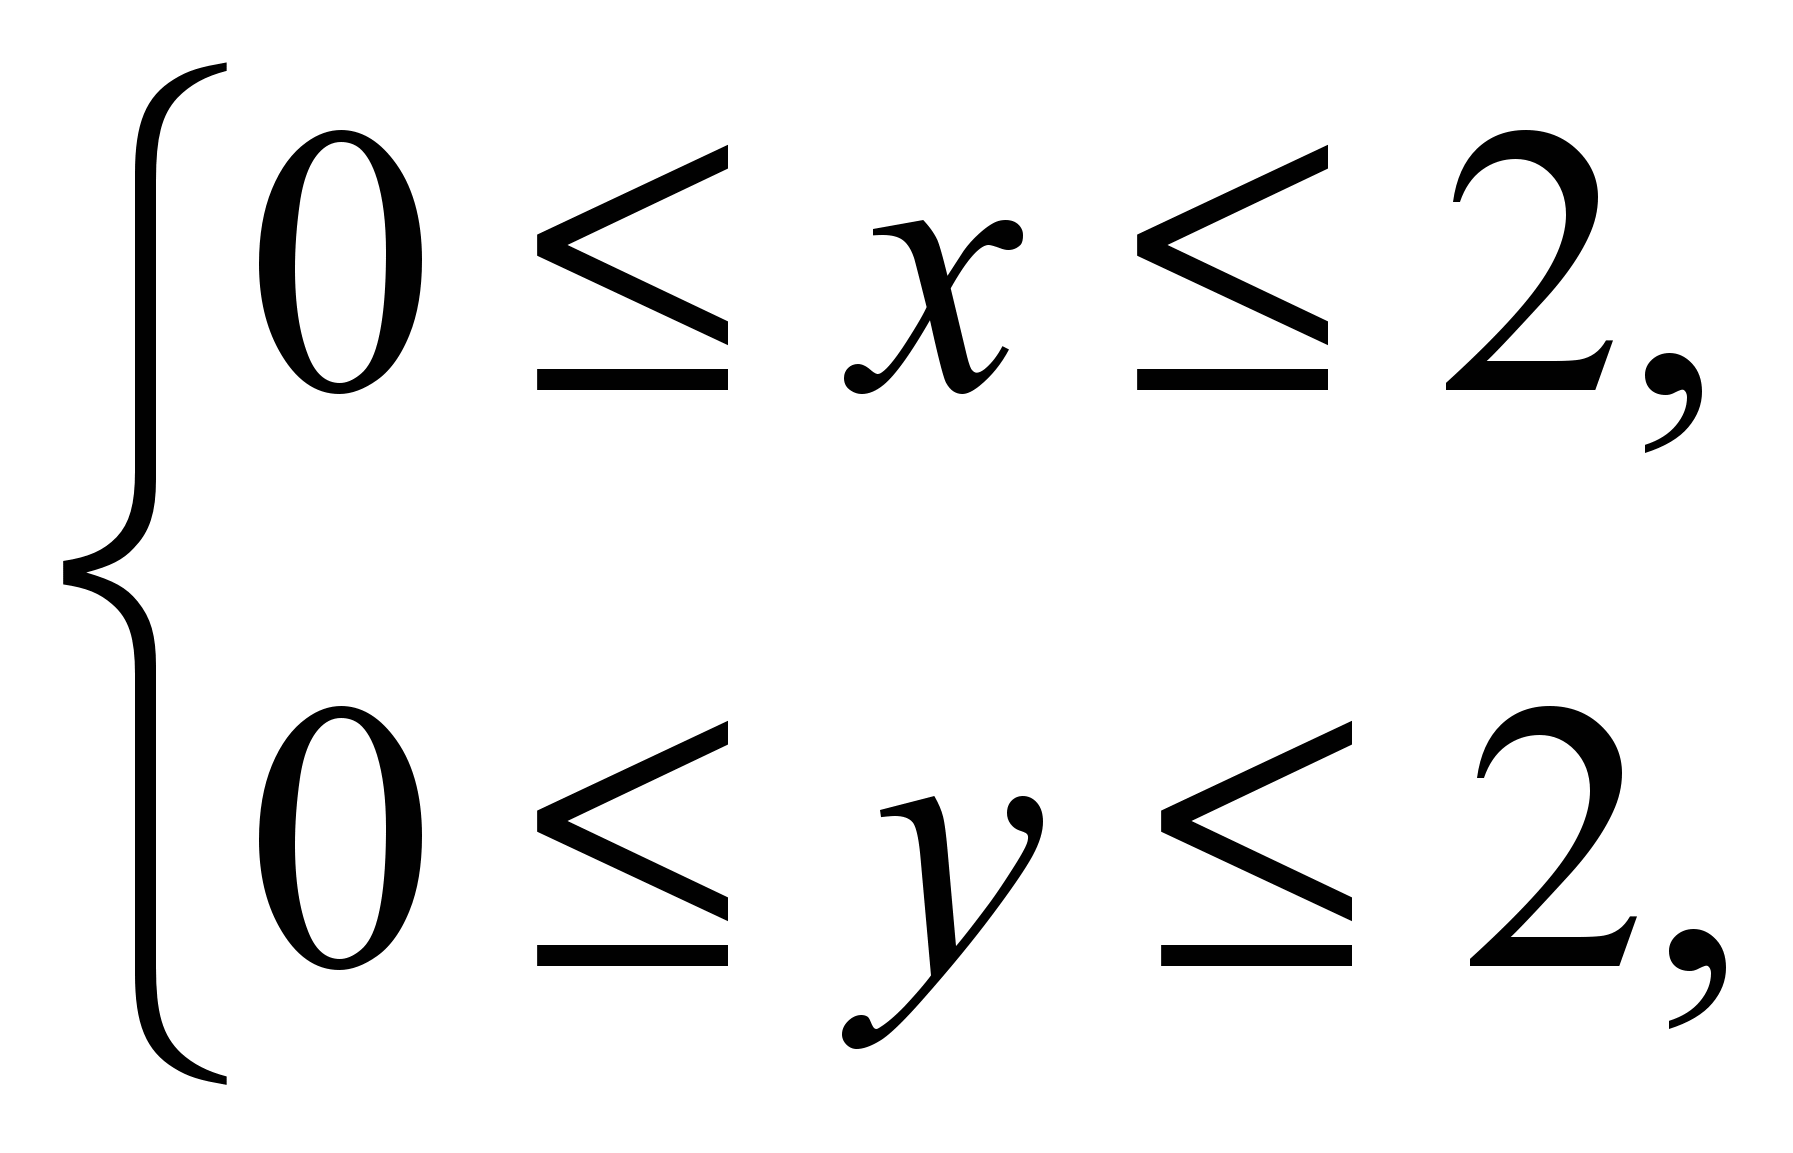 0 ≤ x ≤ 2,
0 ≤ y ≤ 2,